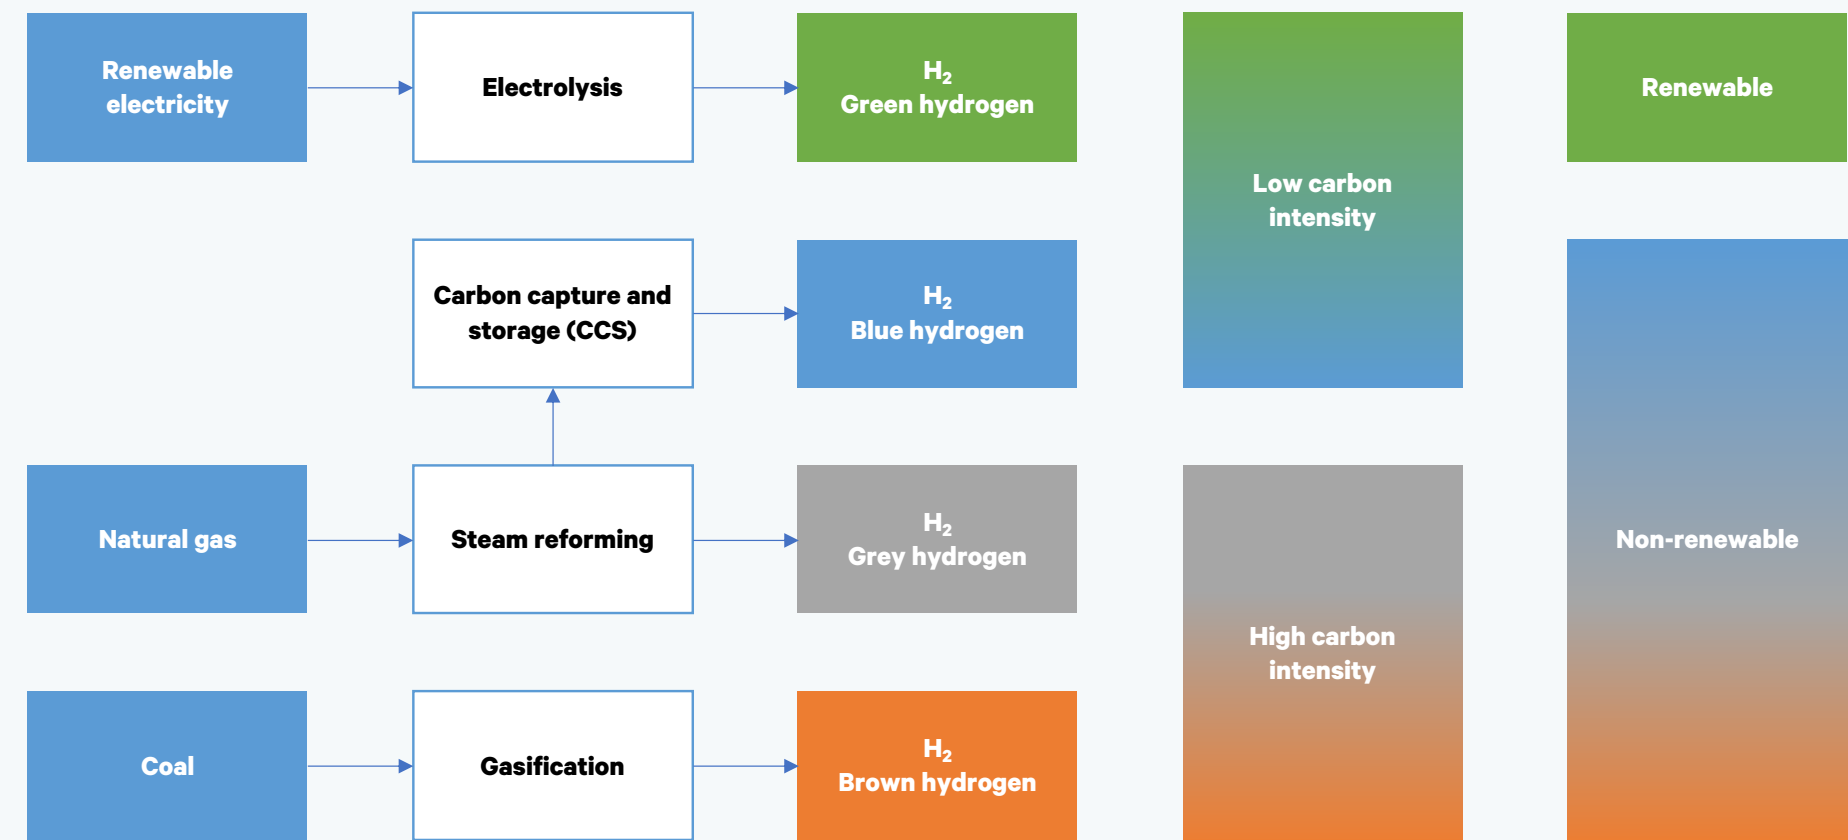 Renewable
electricity
Electrolysis
H₂
Green hydrogen
Low carbon
intensity
Renewable
Carbon capture and
storage (CCS)
H₂
Blue hydrogen
Natural gas
Steam reforming
H₂
Grey hydrogen
High carbon
intensity
Non-renewable
Coal
Gasification
H₂
Brown hydrogen